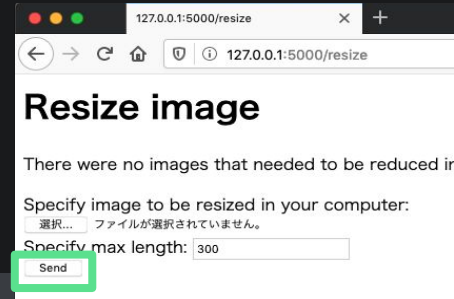 127.0.0.1:5000/resize
127.0.0.1:5000/resize
Resize image
There were no images that needed to be reduced
Specify image to be resized in your computer:
選択... ファイルが選択されていません。
Specify max length: 300
Send